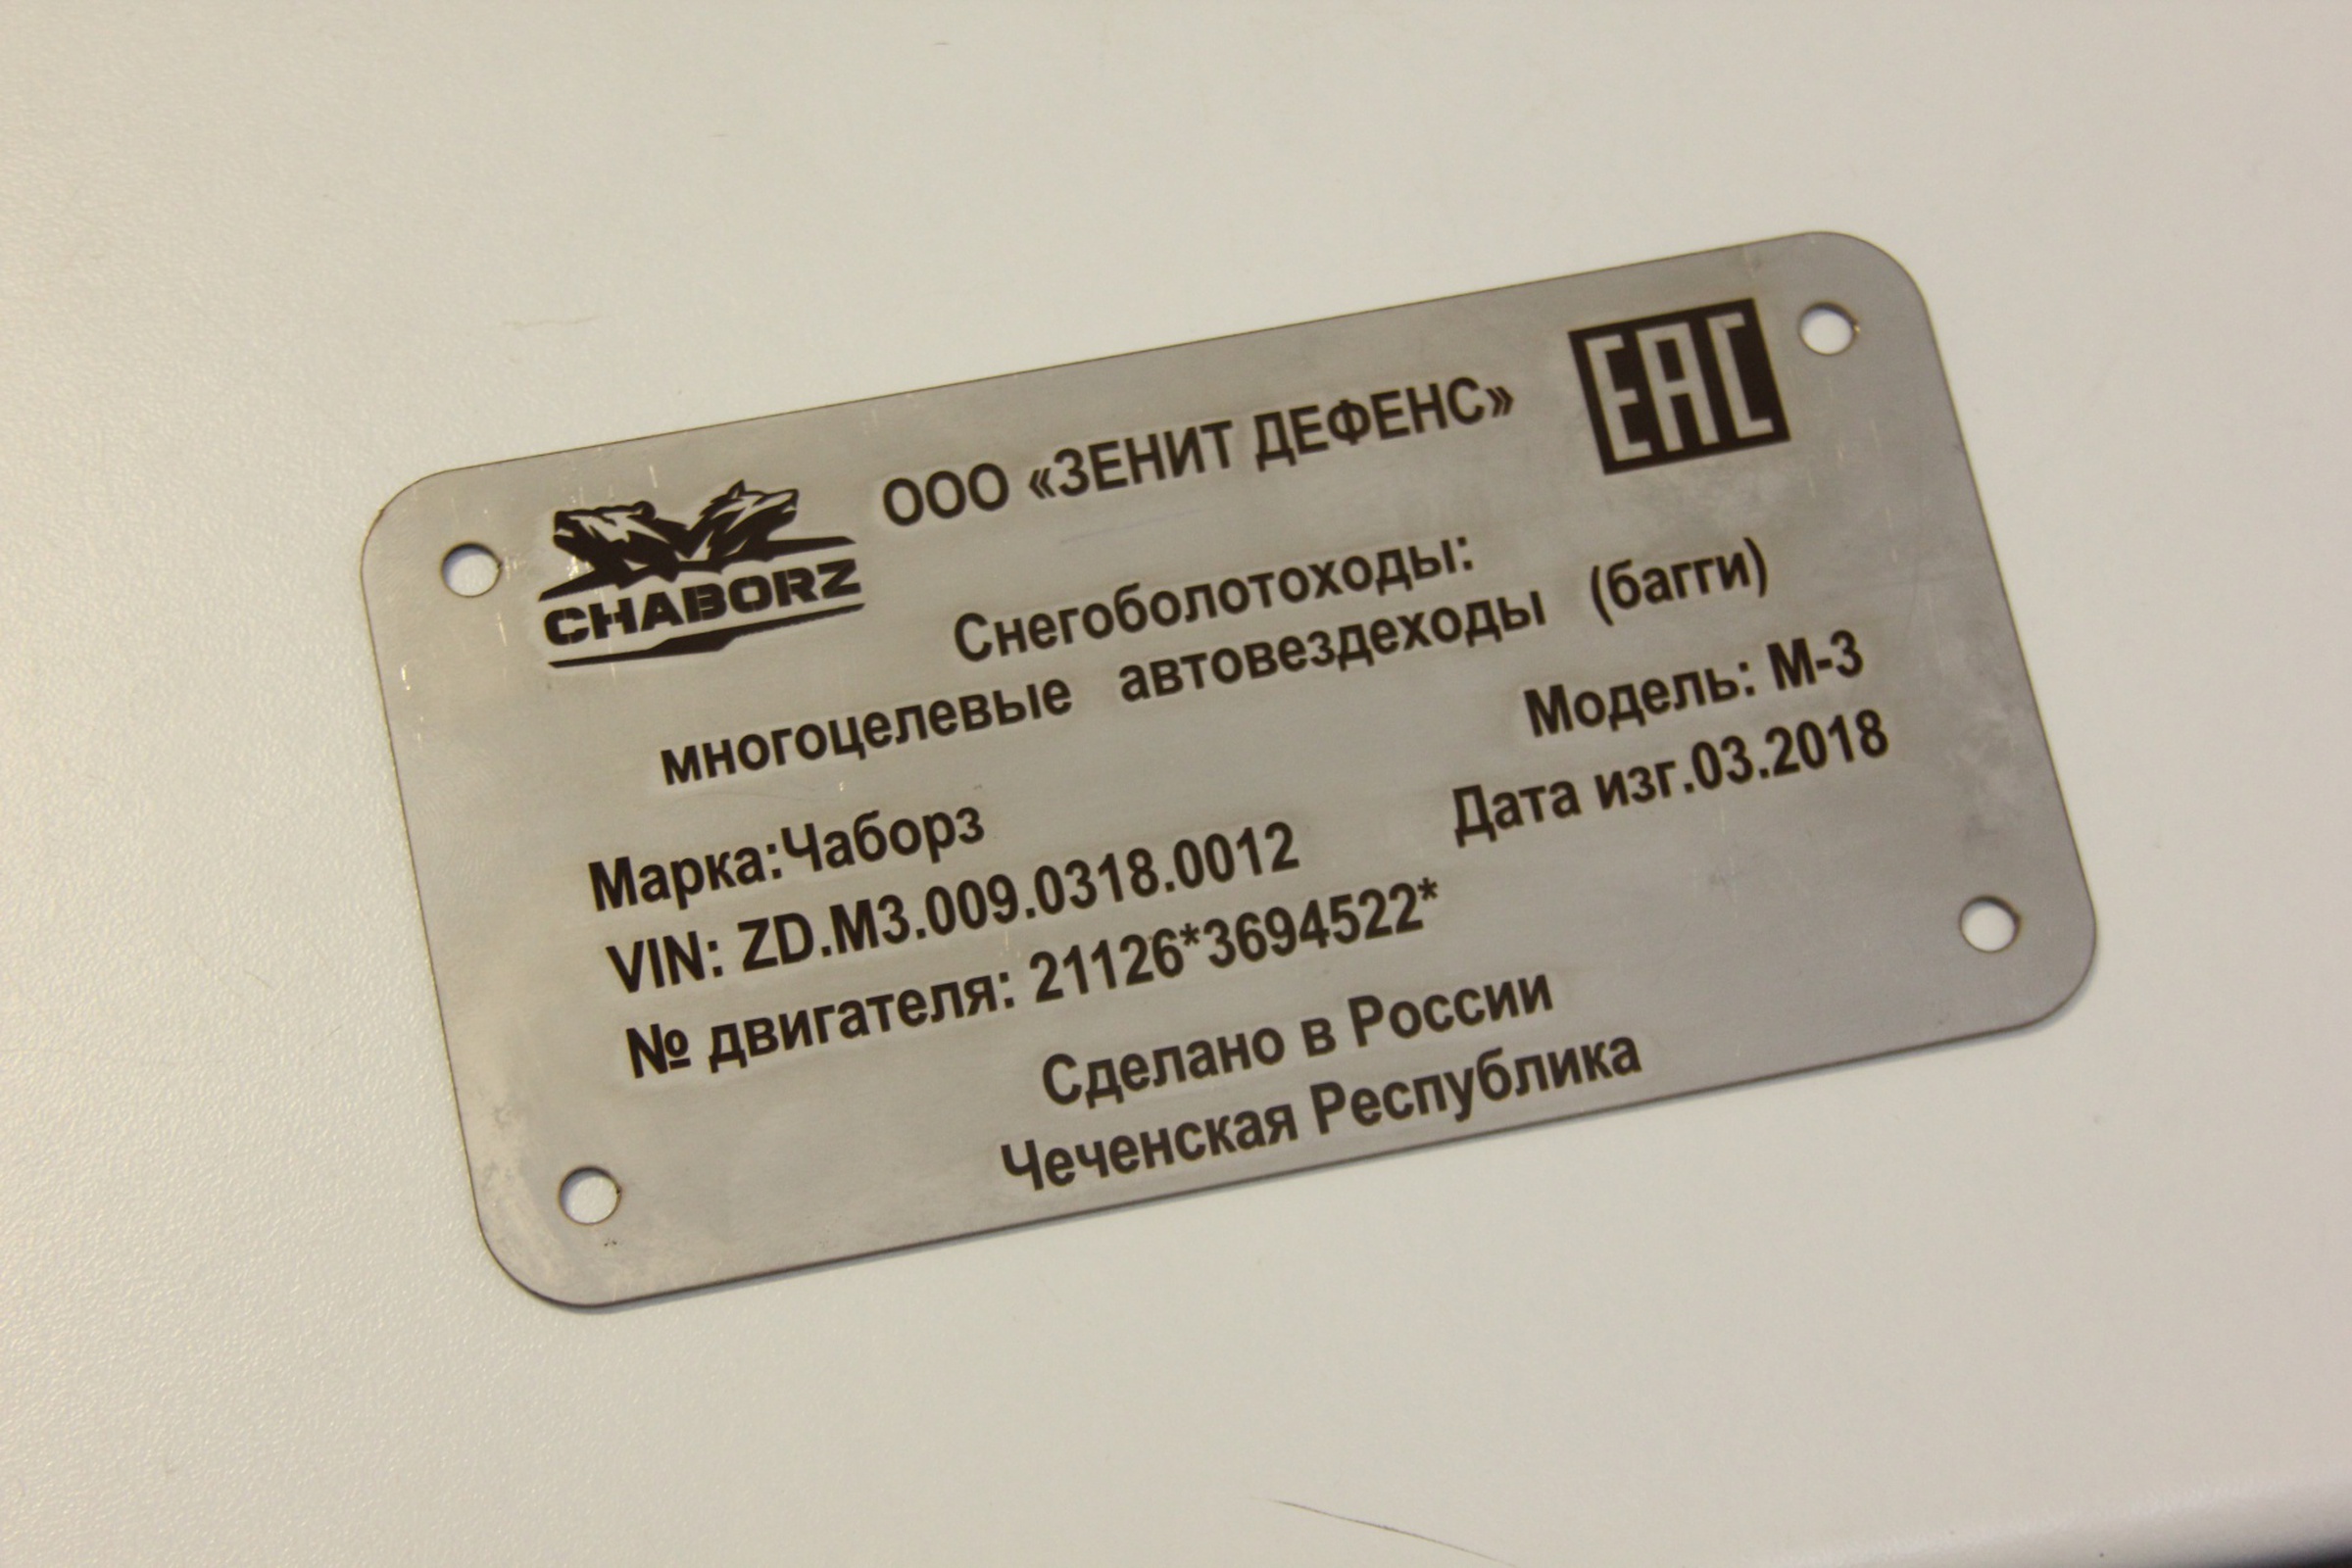 ООО «ЗЕНИТ ДЕФЕНС»
EAC
CHABORZ
Снегоболотоходы:
многоцелевые автовездеходы (багги)
Модель: М-3
Марка:Чаборз
Дата изг.03.2018
VIN: ZD.M3.009.0318.0012
№ двигателя: 21126*3694522*
Сделано в России
Чеченская Республика